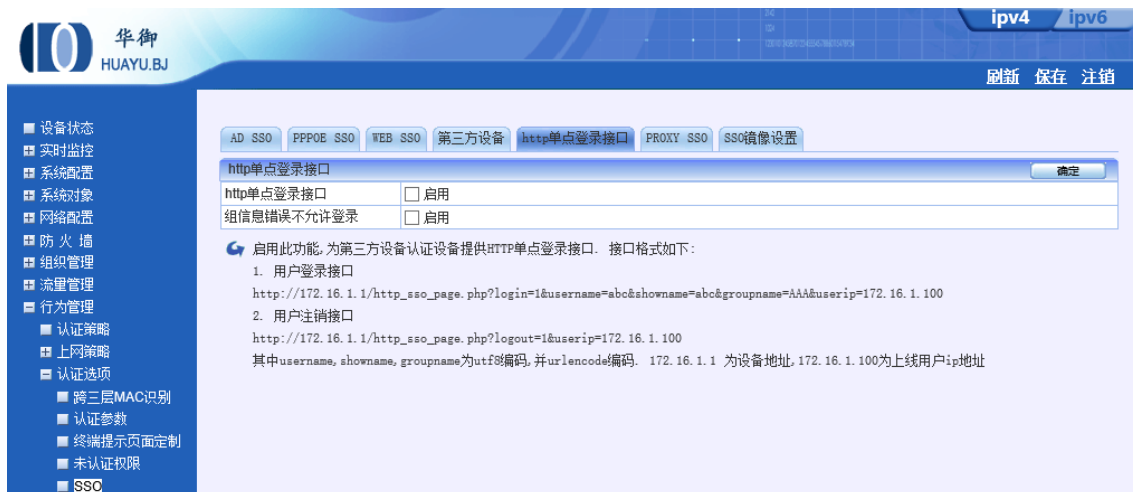 华御
HUAYU.BJ
ipv4
ipv6
刷新 保存 注销
设备状态
实时监控
系统配置
系统对象
网络配置
防 火 墙
组织管理
流量管理
行为管理
认证策略
上网策略
认证选项
跨三层MAC识别
认证参数
终端提示页面定制
未认证权限
SSO
AD SSO
PPPOE SSO
WEB SSO
第三方设备
http单点登录接口
PROXY SSO
SSO镜像设置
http单点登录接口
确定
http单点登录接口 启用
组信息错误不允许登录 启用
启用此功能,为第三方设备认证设备提供HTTP单点登录接口. 接口格式如下:
1. 用户登录接口
http://172.16.1.1/http_sso_page.php?login=1&username=abc&showname=abc&groupname=AAA&userip=172.16.1.100
2. 用户注销接口
http://172.16.1.1/http_sso_page.php?logout=1&userip=172.16.1.100
其中username,showname,groupname为utf8编码,并urlencode编码. 172.16.1.1 为设备地址,172.16.1.100为上线用户ip地址